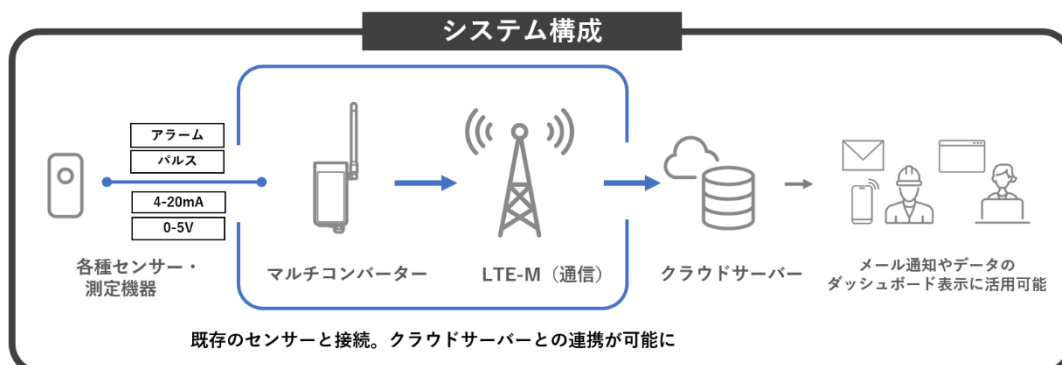 システム構成
アラーム
パルス
4-20mA
0-5V
各種センサー・
測定機器
マルチコンバーター
LTE-M（通信）
クラウドサーバー
メール通知やデータの
ダッシュボード表示に活用可能
既存のセンサーと接続。クラウドサーバーとの連携が可能に